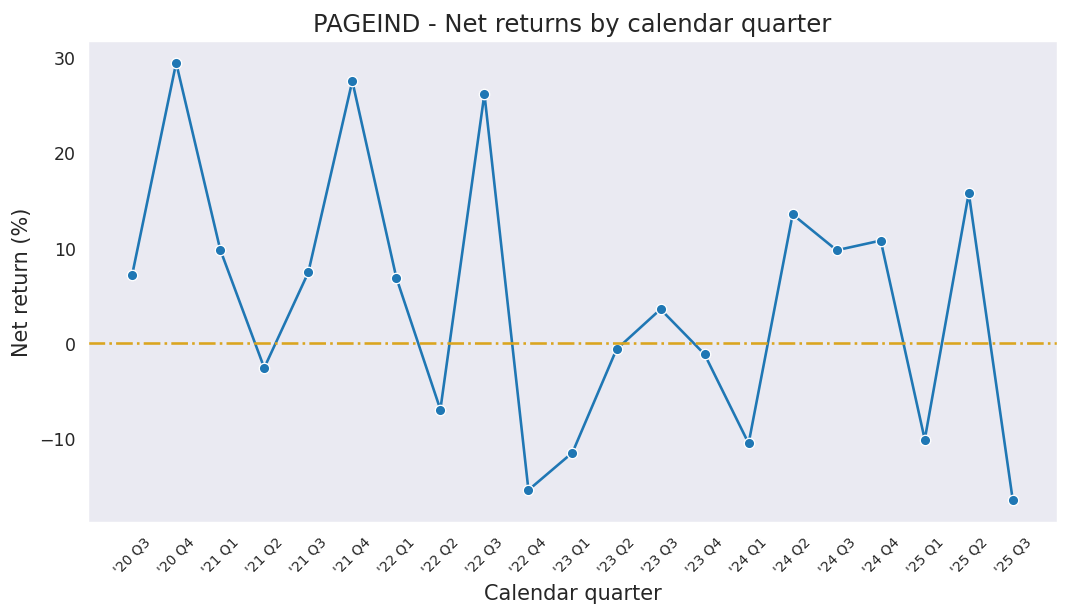 PAGEIND - Net returns by calendar quarter
Net return (%)
30
20
10
0
−10
'20 Q3
'20 Q4
'21 Q1
'21 Q2
'21 Q3
'21 Q4
'22 Q1
'22 Q2
'22 Q3
'22 Q4
'23 Q1
'23 Q2
'23 Q3
'23 Q4
'24 Q1
'24 Q2
'24 Q3
'24 Q4
'25 Q1
'25 Q2
'25 Q3
Calendar quarter